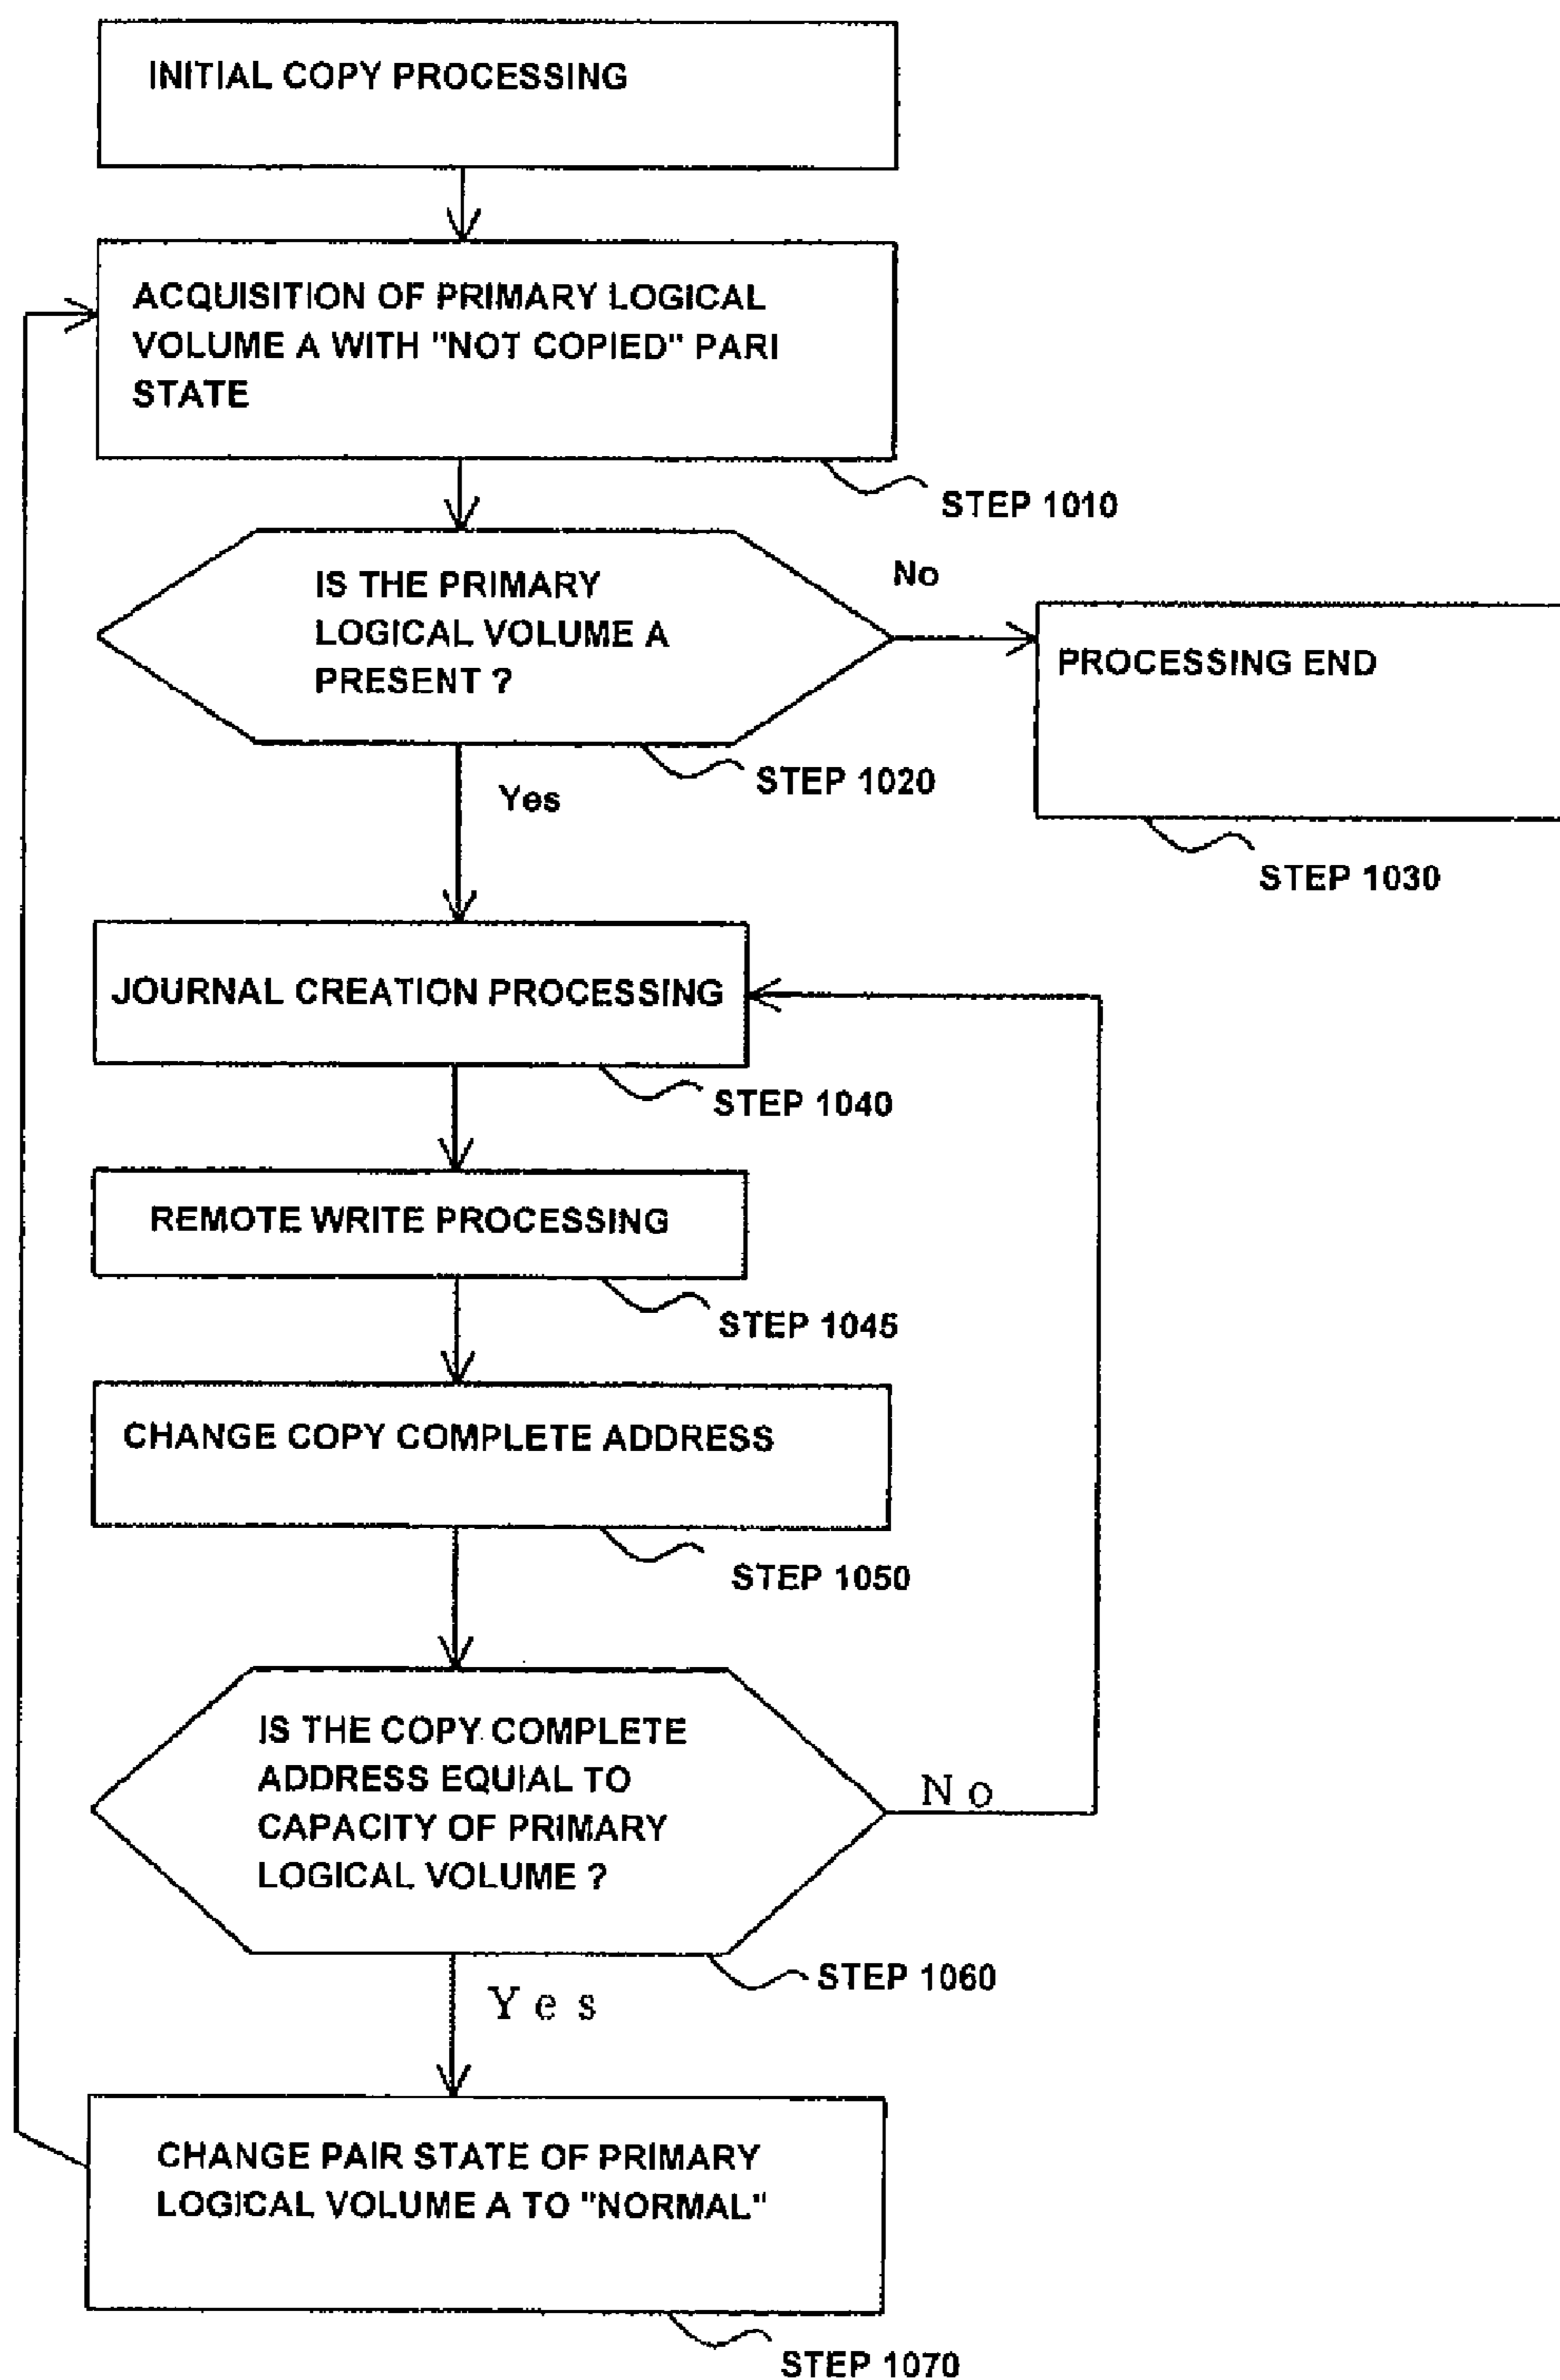 INITIAL COPY PROCESSING
ACQUISITION OF PRIMARY LOGICAL
VOLUME A WITH "NOT COPIED" PARI
STATE
STEP 1010
IS THE PRIMARY
LOGICAL VOLUME A
PRESENT ?
No
PROCESSING END
STEP 1020
Yes
STEP 1030
JOURNAL CREATION PROCESSING
STEP 1040
REMOTE WRITE PROCESSING
STEP 1045
CHANGE COPY COMPLETE ADDRESS
STEP 1050
IS THE COPY COMPLETE
ADDRESS EQUIAL TO
CAPACITY OF PRIMARY
LOGICAL VOLUME ?
No
STEP 1060
Yes
CHANGE PAIR STATE OF PRIMARY
LOGICAL VOLUME A TO "NORMAL"
STEP 1070